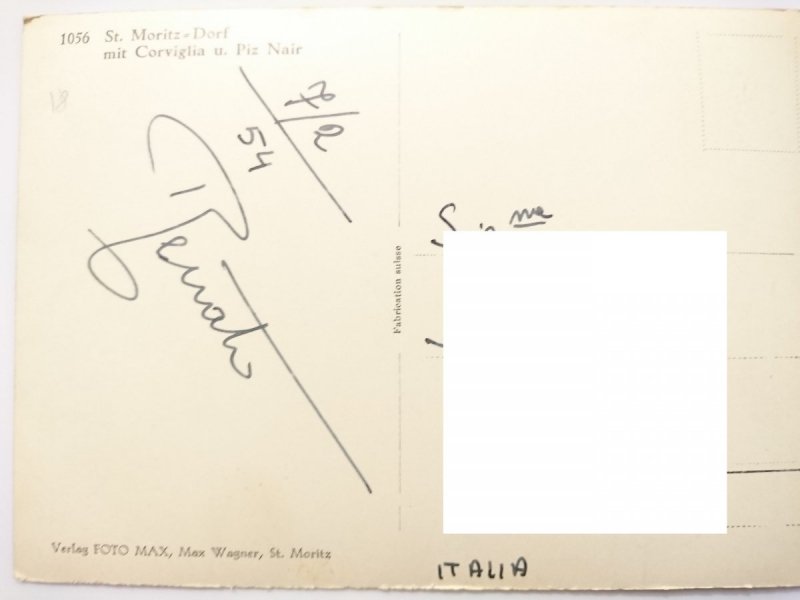 1056 St. Moritz=Dorf
mit Corviglia u. Piz Nair
18
7/2
54
Renato
Fabrication suisse
Verlag FOTO MAX, Max Wagner, St. Moritz
ITALIA